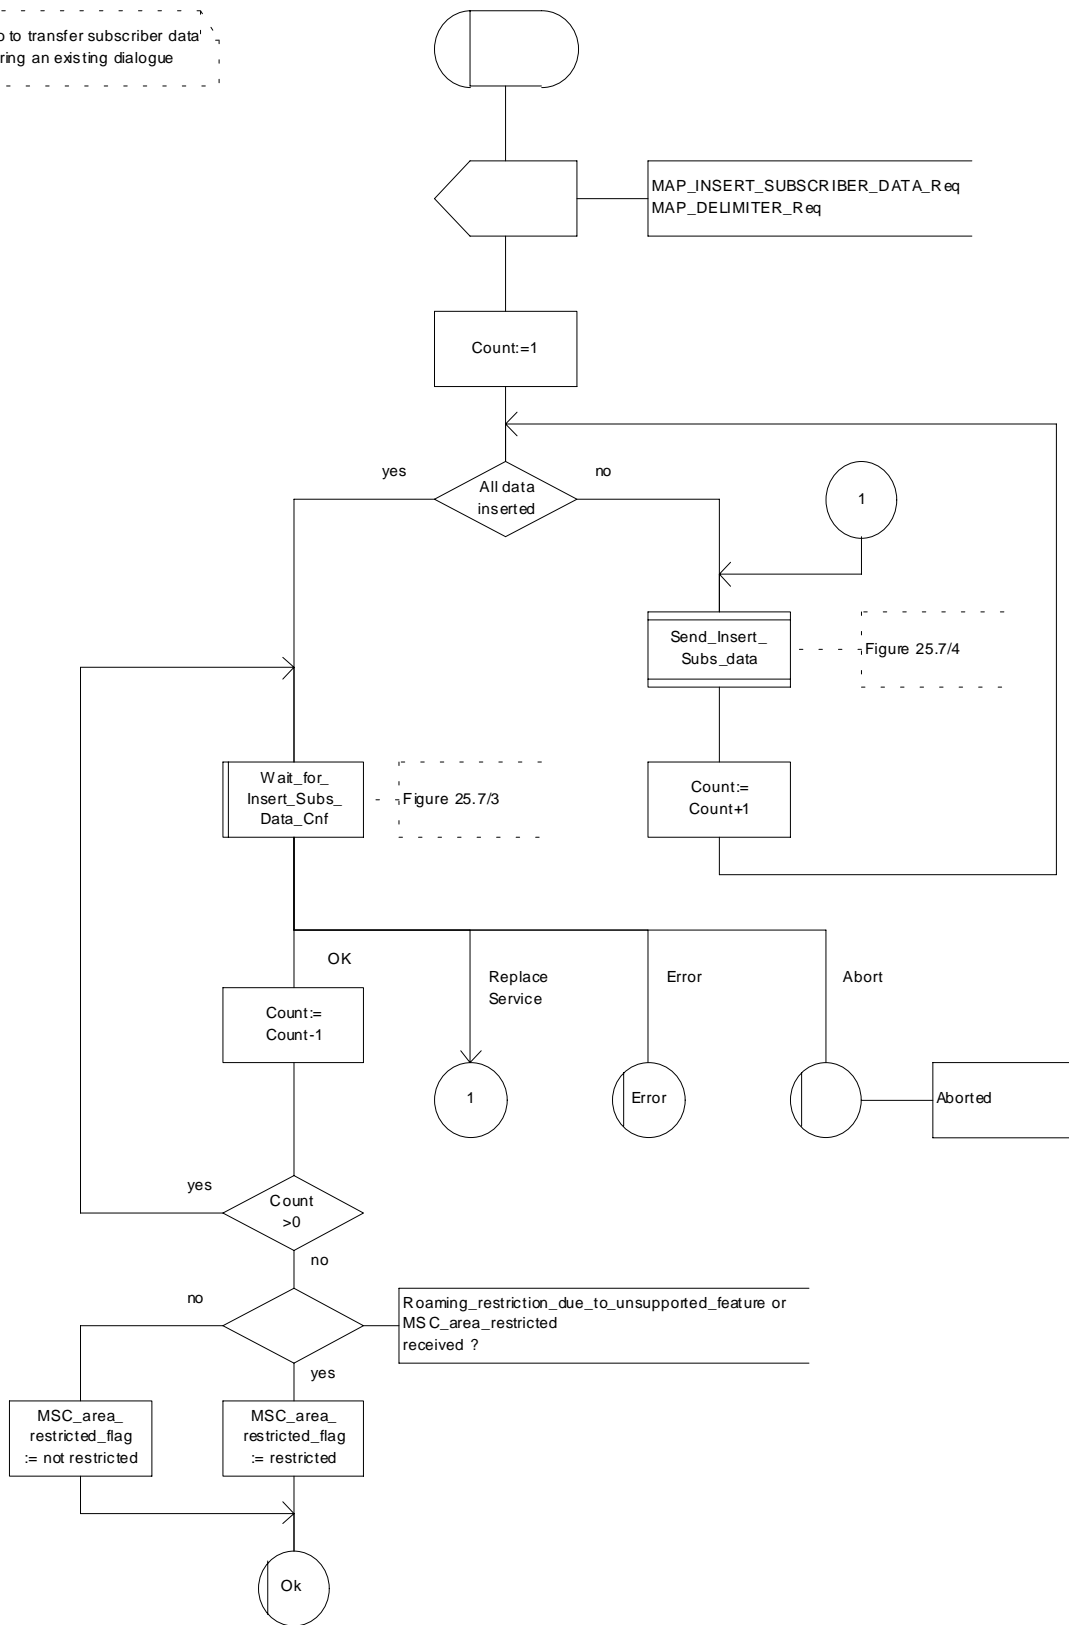 to transfer subscriber data
ring an existing dialogue
MAP_INSERT_SUBSCRIBER_DATA_Req
MAP_DELIMITER_Req
Count:=1
yes
no
All data
inserted
1
Send_Insert_
Subs_data
Figure 25.7/4
Wait_for_
Insert_Subs_
Data_Cnf
Figure 25.7/3
Count:=
Count+1
OK
Replace
Service
Error
Abort
Count:=
Count-1
1
Error
Aborted
yes
Count
>0
no
no
Roaming_restriction_due_to_unsupported_feature or
MSC_area_restricted
received ?
yes
MSC_area_
restricted_flag
:= not restricted
MSC_area_
restricted_flag
:= restricted
Ok